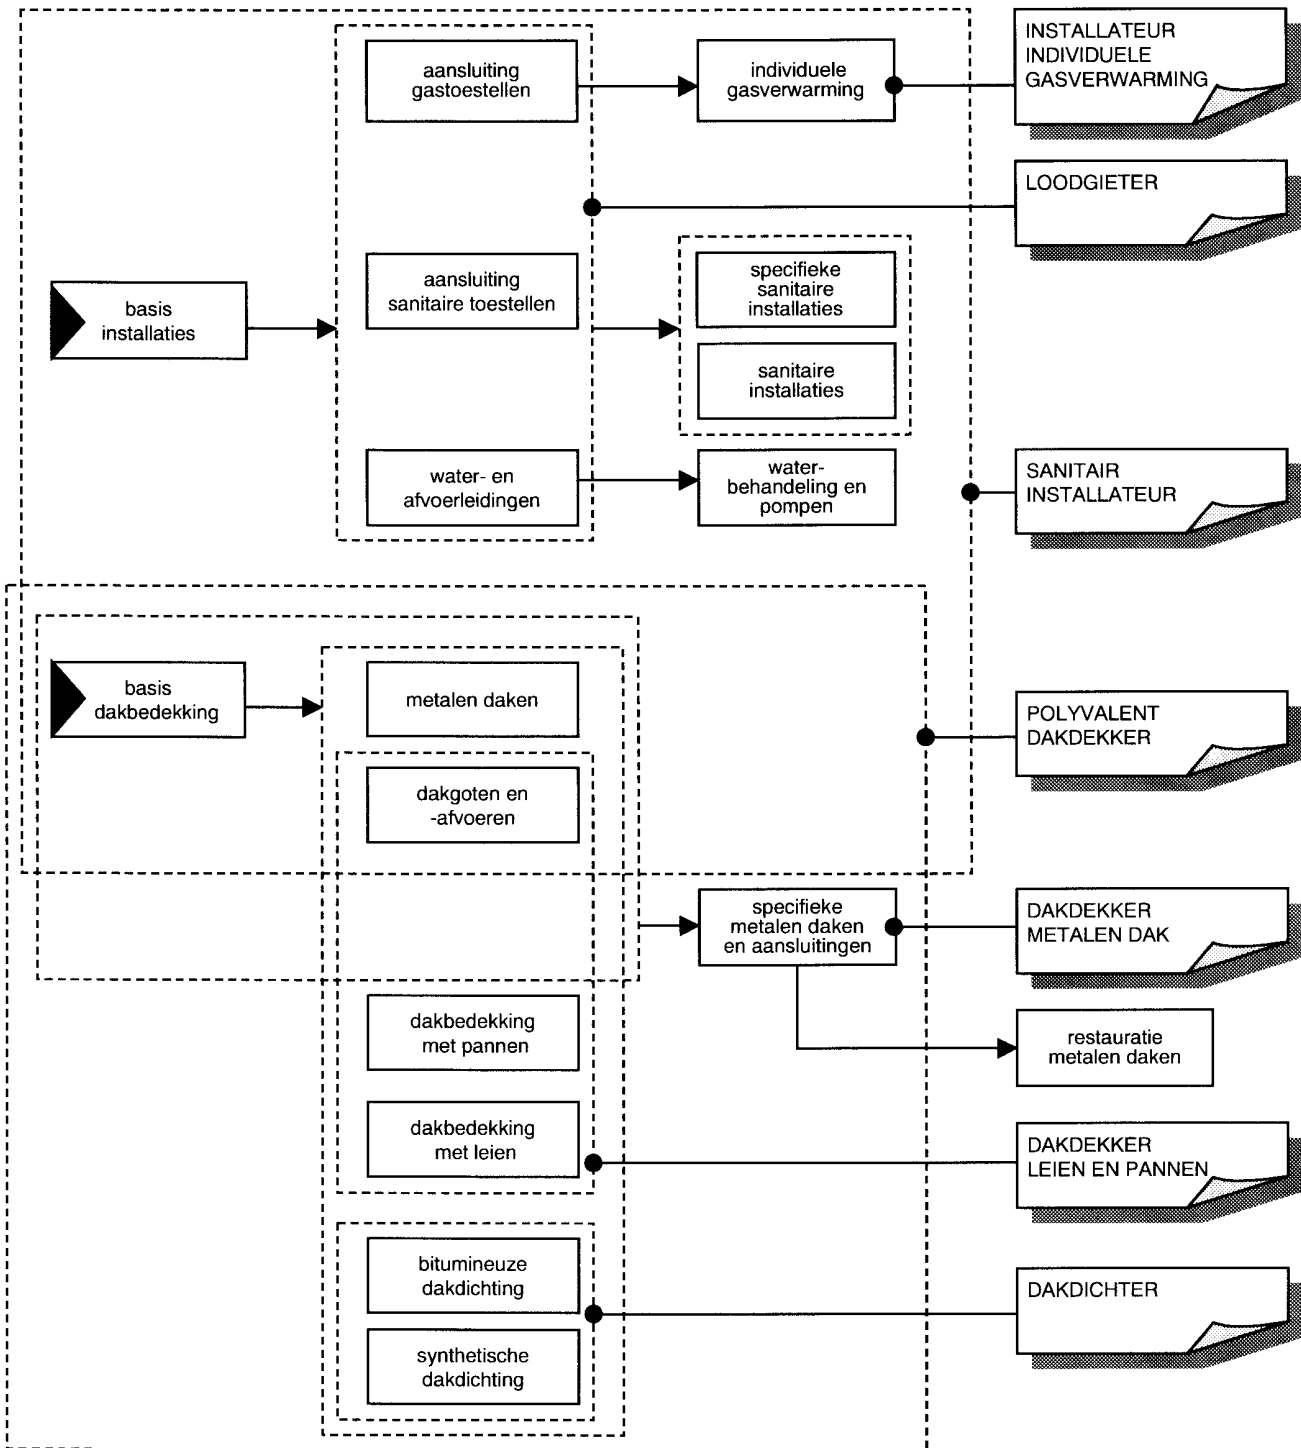 aansluiting
gastoestellen
individuele
gasverwarming
INSTALLATEUR
INDIVIDUELE
GASVERWARMING
LOODGIETER
basis
installaties
aansluiting
sanitaire toestellen
specifieke
sanitaire
installaties
sanitaire
installaties
water- en
afvoerleidingen
water-
behandeling en
pompen
SANITAIR
INSTALLATEUR
basis
dakbedekking
metalen daken
POLYVALENT
DAKDEKKER
dakgoten en
-afvoeren
specifieke
metalen daken
en aansluitingen
DAKDEKKER
METALEN DAK
dakbedekking
met pannen
restauratie
metalen daken
dakbedekking
met leien
DAKDEKKER
LEIEN EN PANNEN
bitumineuze
dakdichting
DAKDICHTER
synthetische
dakdichting